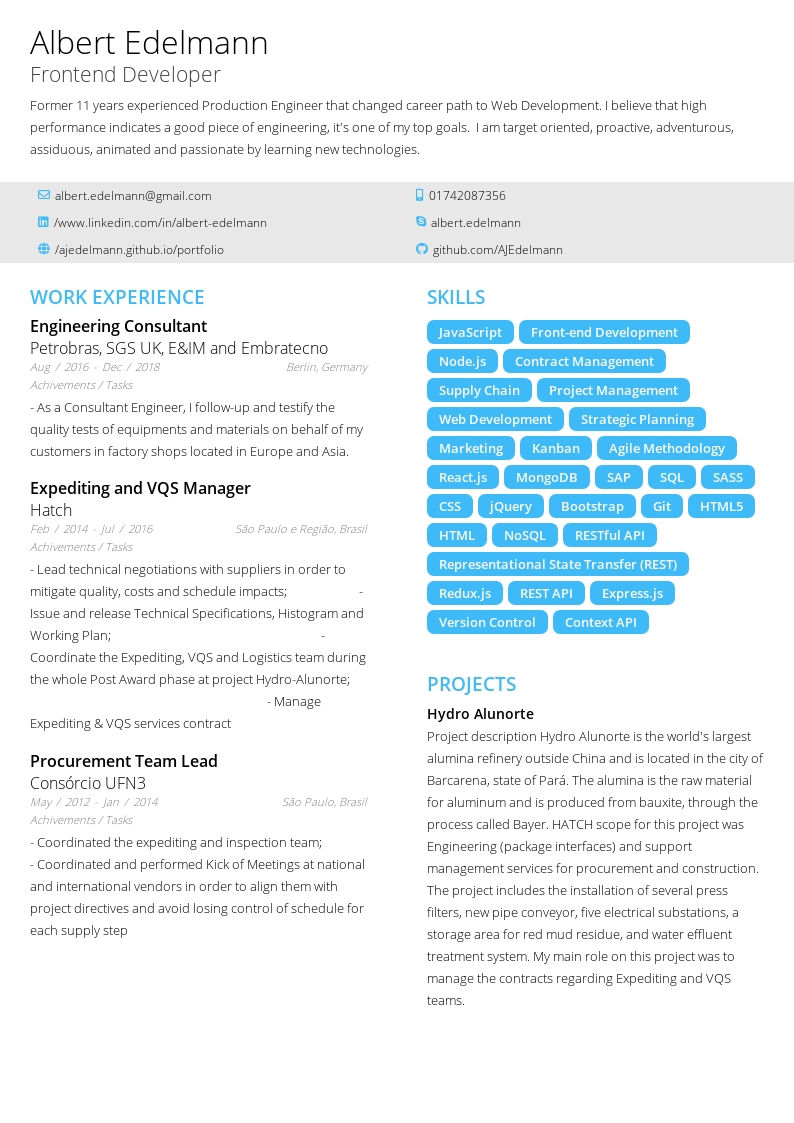 Albert Edelmann
Frontend Developer
Former 11 years experienced Production Engineer that changed career path to Web Development. I believe that high
performance indicates a good piece of engineering, it's one of my top goals.  I am target oriented, proactive, adventurous,
assiduous, animated and passionate by learning new technologies.
albert.edelmann@gmail.com
01742087356
/www.linkedin.com/in/albert-edelmann
albert.edelmann
/ajedelmann.github.io/portfolio
github.com/AJEdelmann
WORK EXPERIENCE
Engineering Consultant
Petrobras, SGS UK, E&IM and Embratecno
Aug / 2016 - Dec / 2018 Berlin, Germany
Achivements / Tasks
- As a Consultant Engineer, I follow-up and testify the
quality tests of equipments and materials on behalf of my
customers in factory shops located in Europe and Asia.
Expediting and VQS Manager
Hatch
Feb / 2014 - Jul / 2016 São Paulo e Região, Brasil
Achivements / Tasks
- Lead technical negotiations with suppliers in order to
mitigate quality, costs and schedule impacts; -
Issue and release Technical Specifications, Histogram and
Working Plan; -
Coordinate the Expediting, VQS and Logistics team during
the whole Post Award phase at project Hydro-Alunorte;
- Manage
Expediting & VQS services contract
Procurement Team Lead
Consórcio UFN3
May / 2012 - Jan / 2014 São Paulo, Brasil
Achivements / Tasks
- Coordinated the expediting and inspection team;
- Coordinated and performed Kick of Meetings at national
and international vendors in order to align them with
project directives and avoid losing control of schedule for
each supply step
SKILLS
JavaScript Front-end Development
Node.js Contract Management
Supply Chain Project Management
Web Development Strategic Planning
Marketing Kanban Agile Methodology
React.js MongoDB SAP SQL SASS
CSS jQuery Bootstrap Git HTML5
HTML NoSQL RESTful API
Representational State Transfer (REST)
Redux.js REST API Express.js
Version Control Context API
PROJECTS
Hydro Alunorte
Project description Hydro Alunorte is the world's largest
alumina refinery outside China and is located in the city of
Barcarena, state of Pará. The alumina is the raw material
for aluminum and is produced from bauxite, through the
process called Bayer. HATCH scope for this project was
Engineering (package interfaces) and support
management services for procurement and construction.
The project includes the installation of several press
filters, new pipe conveyor, five electrical substations, a
storage area for red mud residue, and water effluent
treatment system. My main role on this project was to
manage the contracts regarding Expediting and VQS
teams.